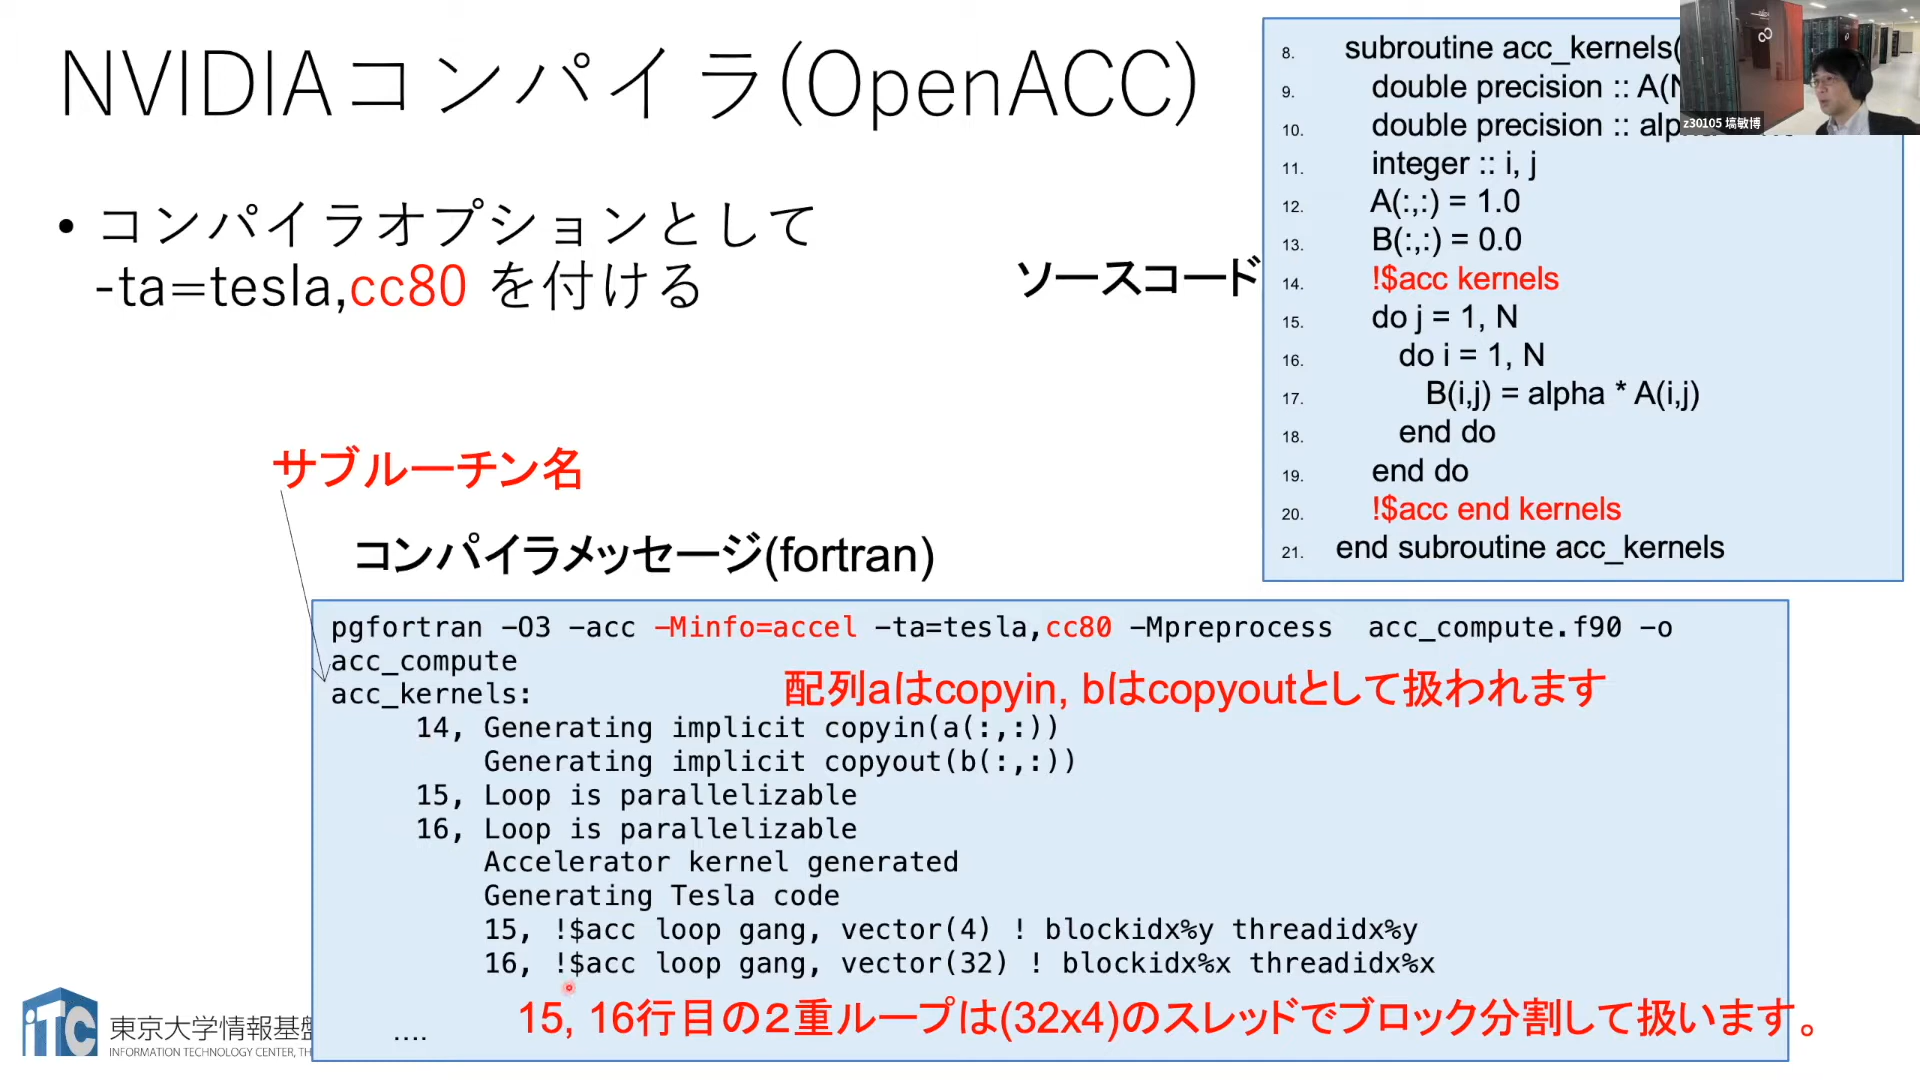 NVIDIAコンパイラ(OpenACC)
• コンパイラオプションとして
-ta=tesla,cc80 を付ける
ソースコード
8. subroutine acc_kernels(
9. double precision :: A(
10. double precision ::
11. integer :: i, j
12. A(:,:) = 1.0
13. B(:,:) = 0.0
14. !$acc kernels
15. do j = 1, N
16. do i = 1, N
17. B(i,j) = alpha * A(i,j)
18. end do
19. end do
20. !$acc end kernels
21. end subroutine acc_kernels
z30105 塙敏博
サブルーチン名
コンパイラメッセージ(fortran)
pgfortran -O3 -acc -Minfo=accel -ta=tesla,cc80 -Mpreprocess acc_compute.f90 -o
acc_compute
acc_kernels:
配列aはcopyin, bはcopyoutとして扱われます
14, Generating implicit copyin(a(:,:))
Generating implicit copyout(b(:,:))
15, Loop is parallelizable
16, Loop is parallelizable
Accelerator kernel generated
Generating Tesla code
15, !$acc loop gang, vector(4) ! blockidx%y threadidx%y
16, !$acc loop gang, vector(32) ! blockidx%x threadidx%x
15, 16行目の２重ループは(32x4)のスレッドでブロック分割して扱います。
....
iTC
東京大学情報基盤
INFORMATION TECHNOLOGY CENTER, TH